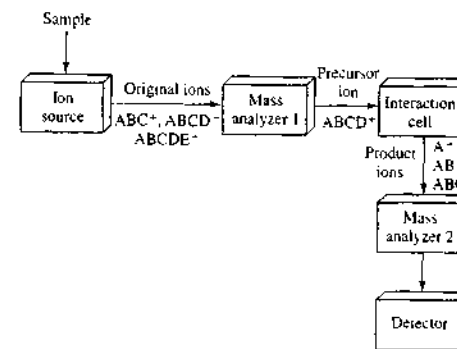 Sample
Ion
source
Original ions
ABC⁺, ABCD⁻
ABCDE⁺
Mass
analyzer 1
Precursor
ion
ABCD⁺
Interaction
cell
Product
ions
A⁺
AB
ABC
Mass
analyzer 2
Detector